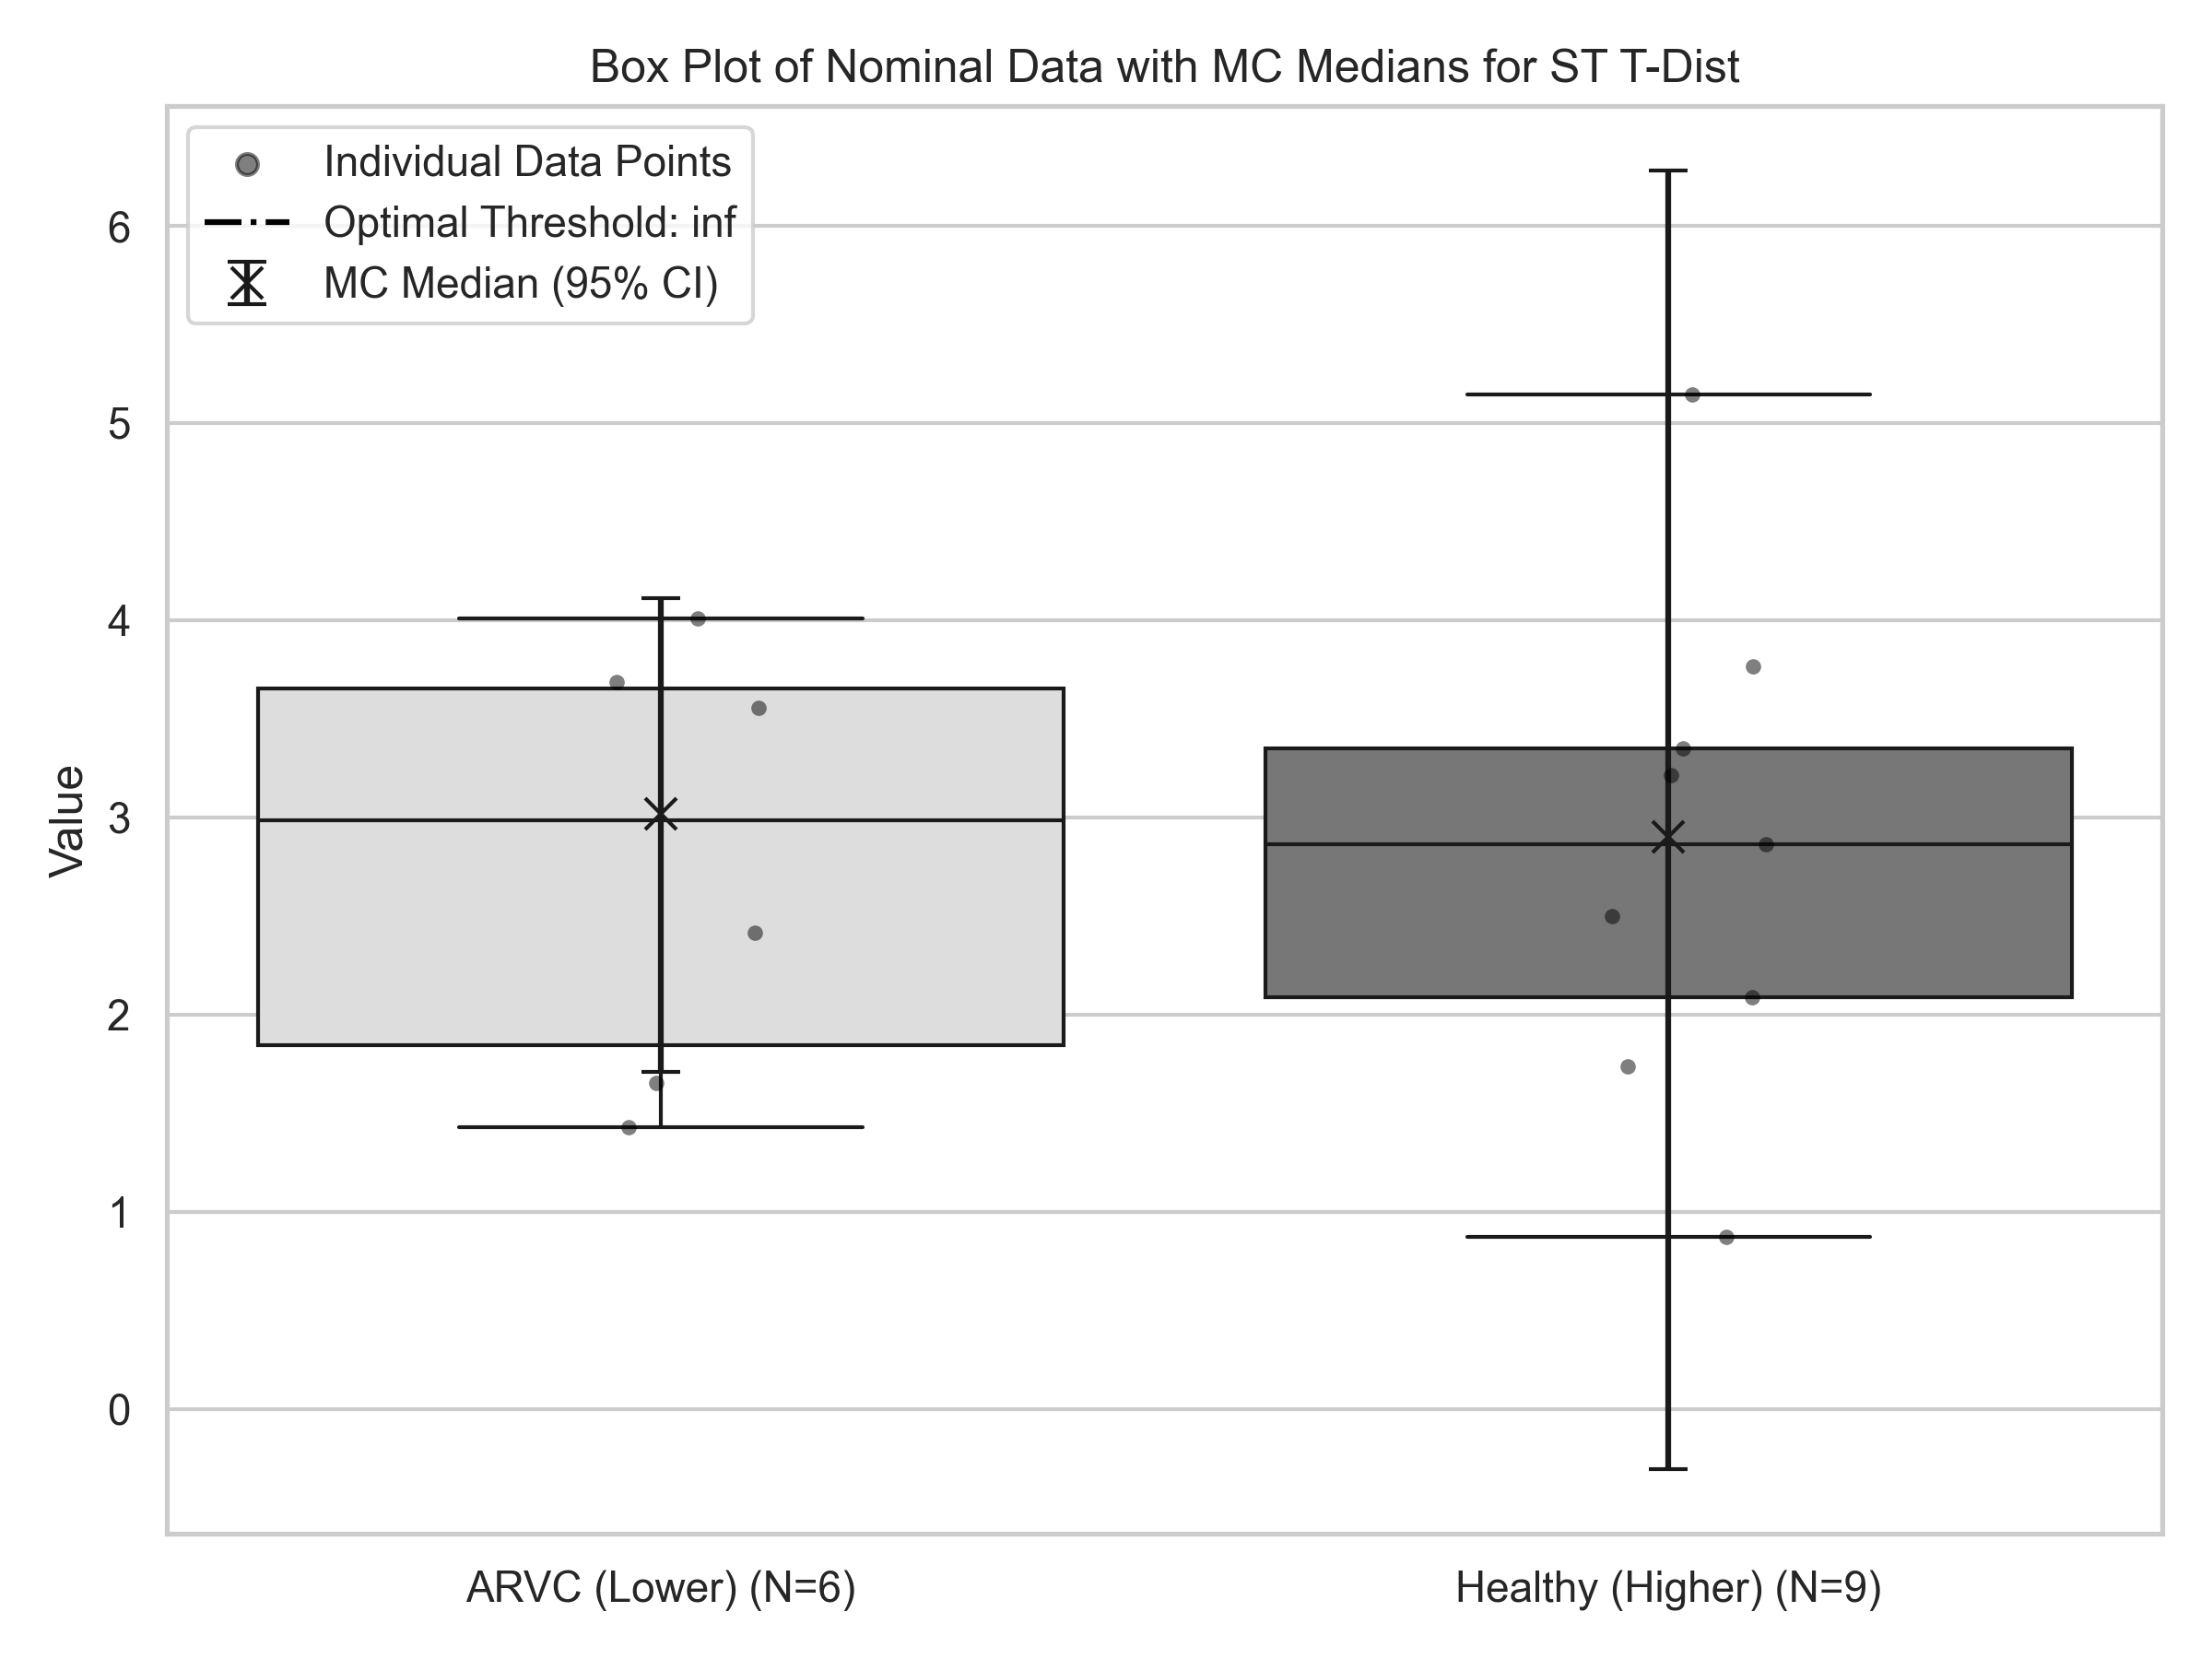 Box Plot of Nominal Data with MC Medians for ST T-Dist
Individual Data Points
Optimal Threshold: inf
MC Median (95% CI)
6
5
4
3
2
1
0
Value
ARVC (Lower) (N=6)
Healthy (Higher) (N=9)